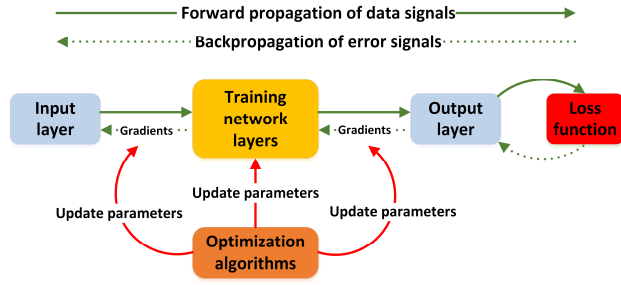 Forward propagation of data signals
Backpropagation of error signals
Input
layer
Gradients
Training
network
layers
Gradients
Output
layer
Loss
function
Update parameters
Update parameters
Update parameters
Optimization
algorithms